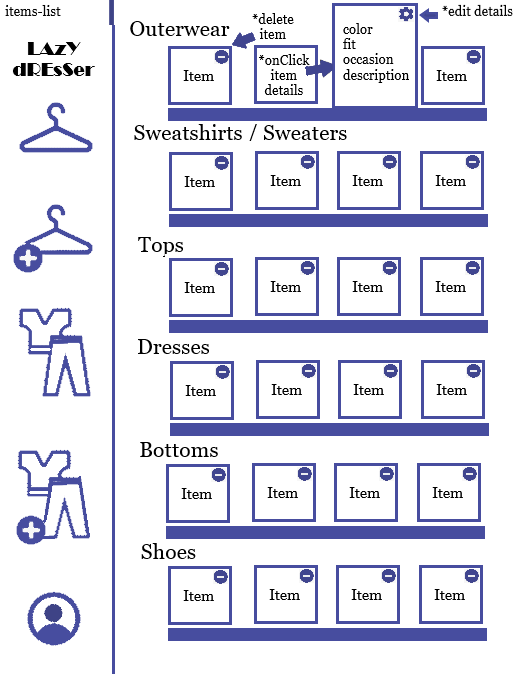 items-list
LAzY
dREsSer
Outerwear
*delete
item
*edit details
Item
*onClick
item
details
color
fit
occasion
description
Item
Sweatshirts / Sweaters
Item
Item
Item
Item
Tops
Item
Item
Item
Item
Dresses
Item
Item
Item
Item
Bottoms
Item
Item
Item
Item
Shoes
Item
Item
Item
Item